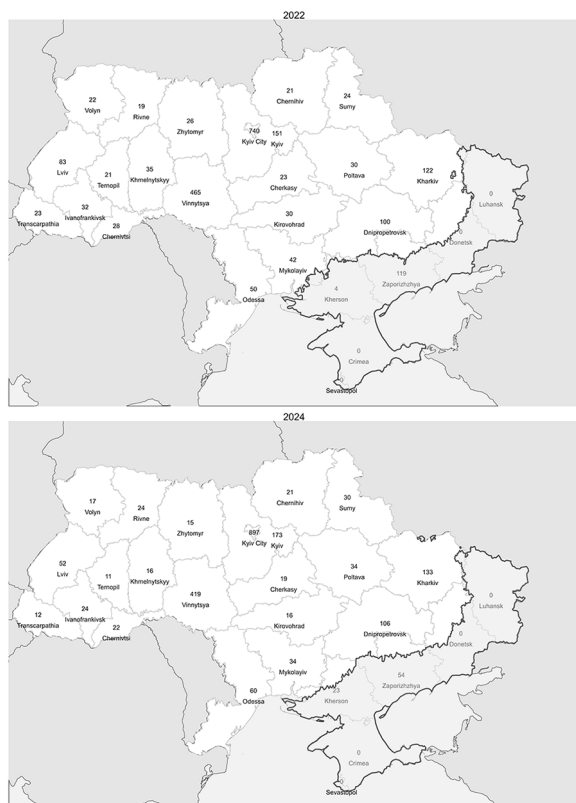 2022
21
Chernihiv
24
Sumy
22
Volyn
19
Rivne
26
Zhytomyr
740
Kyiv City
151
Kyiv
83
Lviv
21
Ternopil
35
Khmelnytskyy
465
Vinnytsya
23
Cherkasy
30
Poltava
122
Kharkiv
0
Luhansk
23
Transcarpathia
32
Ivanofrankivsk
28
Chernivtsi
30
Kirovohrad
100
Dnipropetrovsk
0
Donetsk
42
Mykolayiv
119
Zaporizhzhya
50
Odessa
4
Kherson
0
Crimea
0
Sevastopol
2024
21
Chernihiv
30
Sumy
17
Volyn
24
Rivne
15
Zhytomyr
897
Kyiv City
173
Kyiv
52
Lviv
11
Ternopil
16
Khmelnytskyy
419
Vinnytsya
19
Cherkasy
34
Poltava
133
Kharkiv
0
Luhansk
12
Transcarpathia
24
Ivanofrankivsk
22
Chernivtsi
16
Kirovohrad
106
Dnipropetrovsk
0
Donetsk
34
Mykolayiv
54
Zaporizhzhya
60
Odessa
23
Kherson
0
Crimea
0
Sevastopol